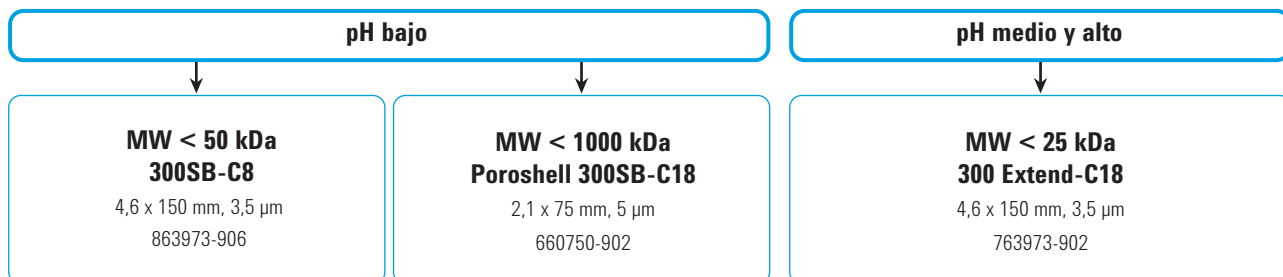 pH bajo
pH medio y alto
MW < 50 kDa
300SB-C8
4,6 x 150 mm, 3,5 µm
863973-906
MW < 1000 kDa
Poroshell 300SB-C18
2,1 x 75 mm, 5 µm
660750-902
MW < 25 kDa
300 Extend-C18
4,6 x 150 mm, 3,5 µm
763973-902